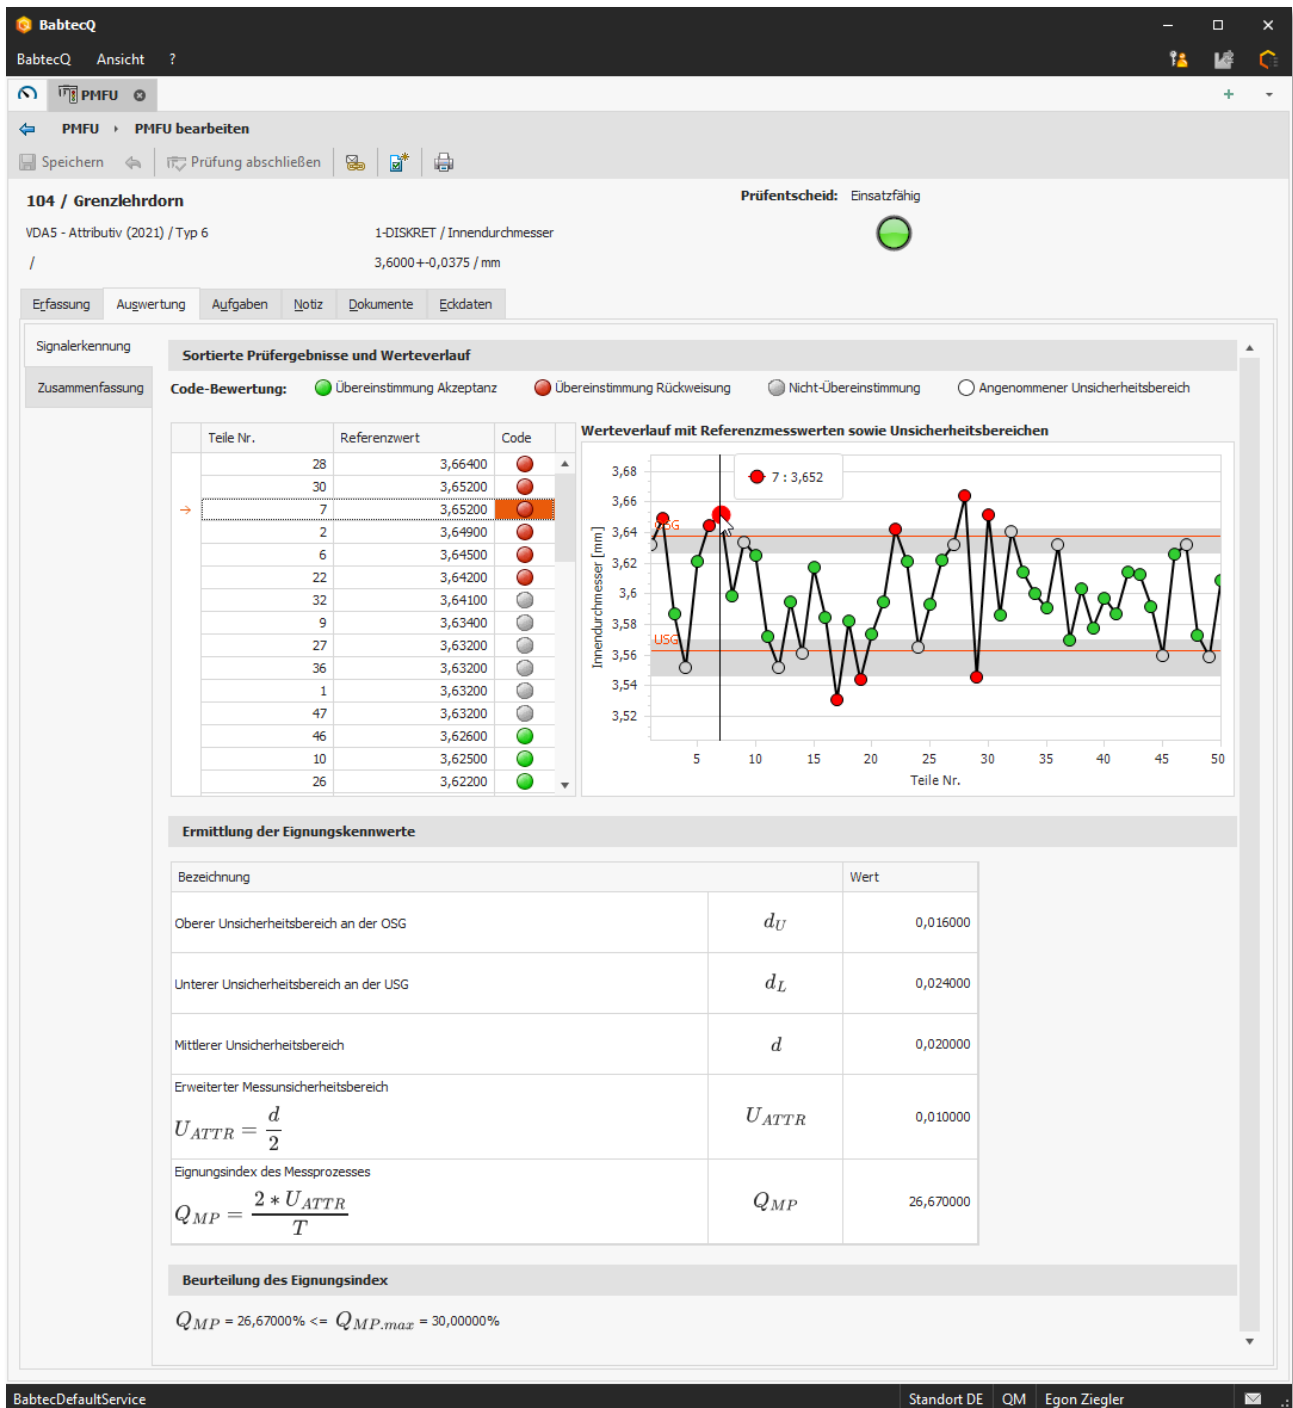 BabtecQ
BabtecQ Ansicht ?
PMFU
PMFU PMFU bearbeiten
Speichern Prüfung abschließen
104 / Grenzlehrdorn
Prüfentscheid: Einsatzfähig
VDA5 - Attributiv (2021) / Typ 6
1-DISKRET / Innendurchmesser
/
3,6000+-0,0375 / mm
Erfassung Auswertung Aufgaben Notiz Dokumente Eckdaten
Signalerkennung
Zusammenfassung
Sortierte Prüfergebnisse und Werteverlauf
Code-Bewertung: Übereinstimmung Akzeptanz Übereinstimmung Rückweisung Nicht-Übereinstimmung Angenommener Unsicherheitsbereich
Teile Nr. Referenzwert Code
28 3,66400
30 3,65200
7 3,65200
2 3,64900
6 3,64500
22 3,64200
32 3,64100
9 3,63400
27 3,63200
36 3,63200
1 3,63200
47 3,63200
46 3,62600
10 3,62500
26 3,62200
Werteverlauf mit Referenzmesswerten sowie Unsicherheitsbereichen
7 : 3,652
Innendurchmesser [mm]
3,68
3,66
3,64
3,62
3,6
3,58
3,56
3,54
3,52
OSG
USG
5 10 15 20 25 30 35 40 45 50
Teile Nr.
Ermittlung der Eignungskennwerte
Bezeichnung Wert
Oberer Unsicherheitsbereich an der OSG d_U 0,016000
Unterer Unsicherheitsbereich an der USG d_L 0,024000
Mittlerer Unsicherheitsbereich d 0,020000
Erweiterter Messunsicherheitsbereich
U_ATTR = d / 2 U_ATTR 0,010000
Eignungsindex des Messprozesses
Q_MP = 2 * U_ATTR / T Q_MP 26,670000
Beurteilung des Eignungsindex
Q_MP = 26,67000% <= Q_MP.max = 30,00000%
BabtecDefaultService
Standort DE QM Egon Ziegler